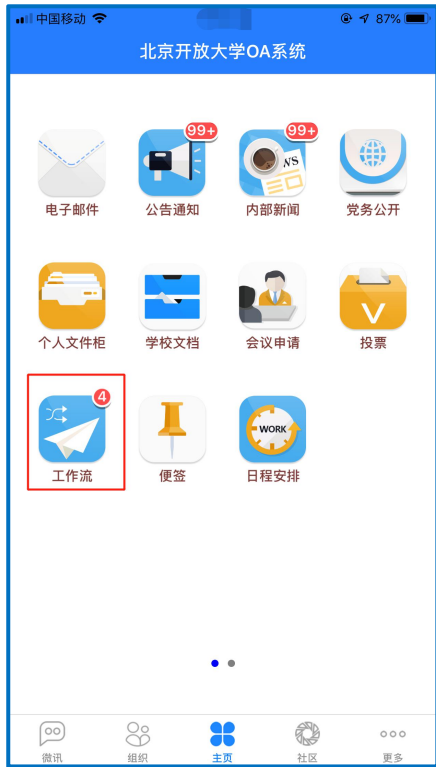 中国移动 87%
北京开放大学OA系统
99+ 99+
WS
电子邮件 公告通知 内部新闻 党务公开
V
个人文件柜 学校文档 会议申请 投票
4
WORK
工作流 便签 日程安排
微讯 组织 主页 社区 更多